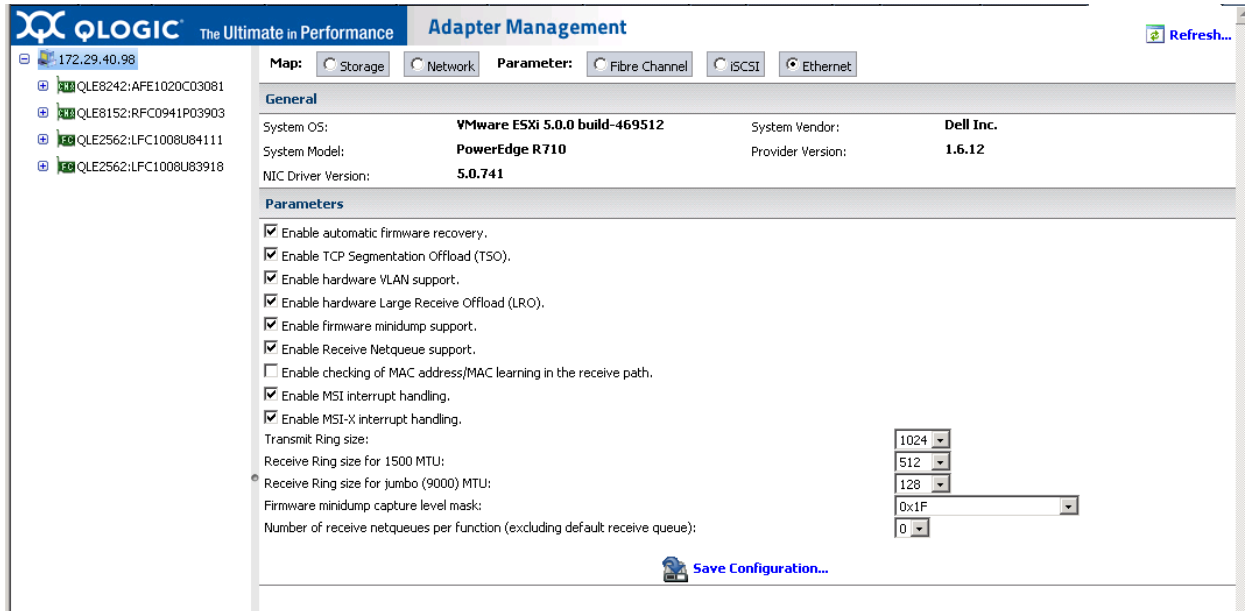 QLOGIC The Ultimate in Performance
Adapter Management
Refresh...
172.29.40.98
QLE8242:AFE1020C03081
QLE8152:RFC0941P03903
QLE2562:LFC1008U84111
QLE2562:LFC1008U83918
Map: Storage Network Parameter: Fibre Channel iSCSI Ethernet
General
System OS: VMware ESXi 5.0.0 build-469512 System Vendor: Dell Inc.
System Model: PowerEdge R710 Provider Version: 1.6.12
NIC Driver Version: 5.0.741
Parameters
Enable automatic firmware recovery.
Enable TCP Segmentation Offload (TSO).
Enable hardware VLAN support.
Enable hardware Large Receive Offload (LRO).
Enable firmware minidump support.
Enable Receive Netqueue support.
Enable checking of MAC address/MAC learning in the receive path.
Enable MSI interrupt handling.
Enable MSI-X interrupt handling.
Transmit Ring size: 1024
Receive Ring size for 1500 MTU: 512
Receive Ring size for jumbo (9000) MTU: 128
Firmware minidump capture level mask: 0x1F
Number of receive netqueues per function (excluding default receive queue): 0
Save Configuration...